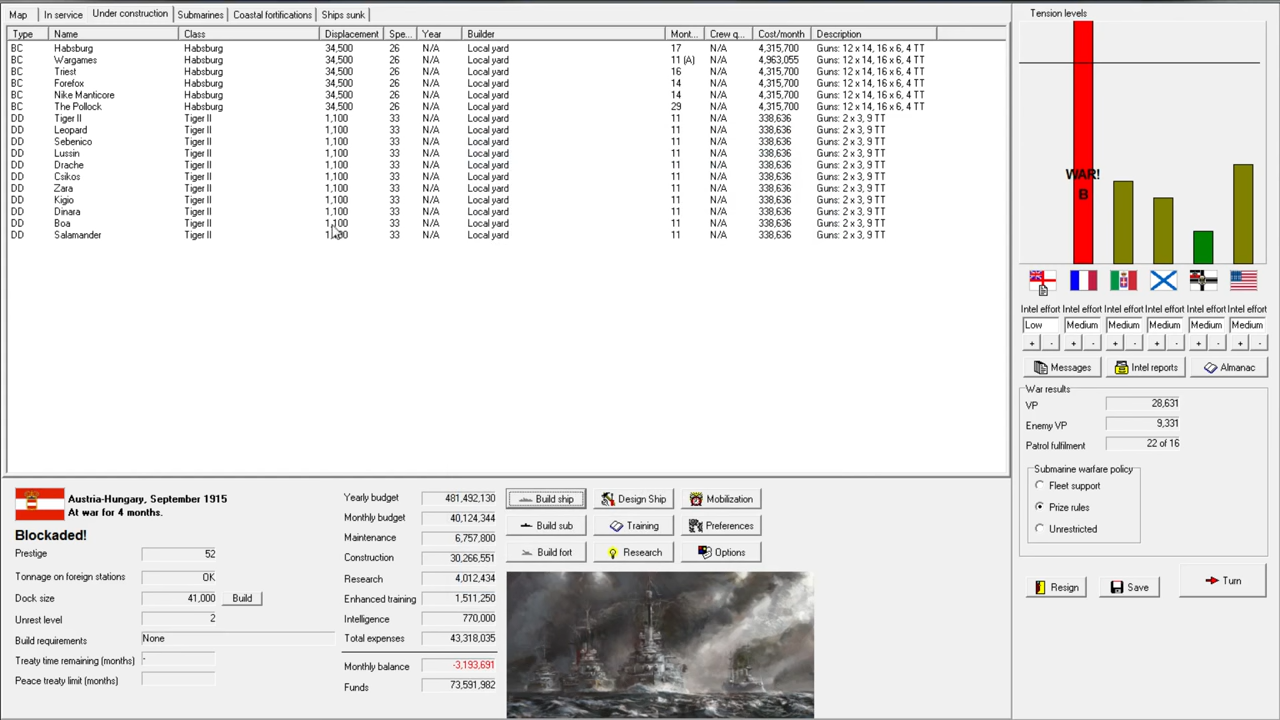 Map In service Under construction Submarines Coastal fortifications Ships sunk
Type Name Class Displacement Spe... Year Builder Mont... Crew q... Cost/month Description
BC Habsburg Habsburg 34,500 26 N/A Local yard 17 N/A 4,315,700 Guns: 12 x 14, 16 x 6, 4 TT
BC Wargames Habsburg 34,500 26 N/A Local yard 11 (A) N/A 4,963,055 Guns: 12 x 14, 16 x 6, 4 TT
BC Triest Habsburg 34,500 26 N/A Local yard 16 N/A 4,315,700 Guns: 12 x 14, 16 x 6, 4 TT
BC Forefox Habsburg 34,500 26 N/A Local yard 14 N/A 4,315,700 Guns: 12 x 14, 16 x 6, 4 TT
BC Nike Manticore Habsburg 34,500 26 N/A Local yard 14 N/A 4,315,700 Guns: 12 x 14, 16 x 6, 4 TT
BC The Pollock Habsburg 34,500 26 N/A Local yard 29 N/A 4,315,700 Guns: 12 x 14, 16 x 6, 4 TT
DD Tiger II Tiger II 1,100 33 N/A Local yard 11 N/A 338,636 Guns: 2 x 3, 9 TT
DD Leopard Tiger II 1,100 33 N/A Local yard 11 N/A 338,636 Guns: 2 x 3, 9 TT
DD Sebenico Tiger II 1,100 33 N/A Local yard 11 N/A 338,636 Guns: 2 x 3, 9 TT
DD Lussin Tiger II 1,100 33 N/A Local yard 11 N/A 338,636 Guns: 2 x 3, 9 TT
DD Drache Tiger II 1,100 33 N/A Local yard 11 N/A 338,636 Guns: 2 x 3, 9 TT
DD Csikos Tiger II 1,100 33 N/A Local yard 11 N/A 338,636 Guns: 2 x 3, 9 TT
DD Zara Tiger II 1,100 33 N/A Local yard 11 N/A 338,636 Guns: 2 x 3, 9 TT
DD Kigio Tiger II 1,100 33 N/A Local yard 11 N/A 338,636 Guns: 2 x 3, 9 TT
DD Dinara Tiger II 1,100 33 N/A Local yard 11 N/A 338,636 Guns: 2 x 3, 9 TT
DD Boa Tiger II 1,100 33 N/A Local yard 11 N/A 338,636 Guns: 2 x 3, 9 TT
DD Salamander Tiger II 1,100 33 N/A Local yard 11 N/A 338,636 Guns: 2 x 3, 9 TT
Tension levels
WAR!
B
Intel effort Intel effort Intel effort Intel effort Intel effort Intel effort
Low Medium Medium Medium Medium Medium
+ - + - + - + - + - + -
Messages Intel reports Almanac
War results
VP 28,631
Enemy VP 9,331
Patrol fulfilment 22 of 16
Submarine warfare policy
Fleet support
Prize rules
Unrestricted
Resign Save Turn
Austria-Hungary, September 1915
At war for 4 months.
Blockaded!
Prestige 52
Tonnage on foreign stations OK
Dock size 41,000 Build
Unrest level 2
Build requirements None
Treaty time remaining (months) -
Peace treaty limit (months)
Yearly budget 481,492,130
Monthly budget 40,124,344
Maintenance 6,757,800
Construction 30,266,551
Research 4,012,434
Enhanced training 1,511,250
Intelligence 770,000
Total expenses 43,318,035
Monthly balance -3,193,691
Funds 73,591,982
Build ship Design Ship Mobilization
Build sub Training Preferences
Build fort Research Options